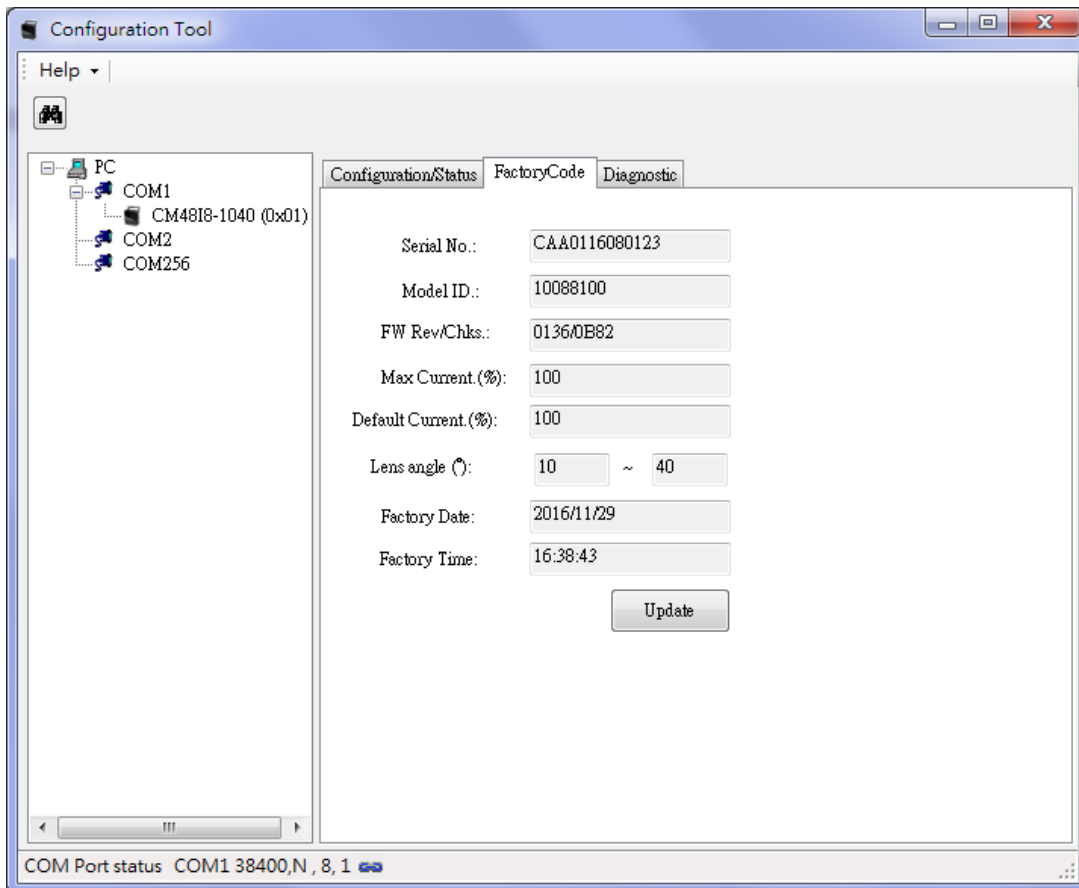 Configuration Tool
Help
PC
COM1
CM48I8-1040 (0x01)
COM2
COM256
Configuration/Status FactoryCode Diagnostic
Serial No.: CAA0116080123
Model ID.: 10088100
FW Rev/Chks.: 0136/0B82
Max Current.(%): 100
Default Current.(%): 100
Lens angle (°): 10 ~ 40
Factory Date: 2016/11/29
Factory Time: 16:38:43
Update
COM Port status COM1 38400,N , 8, 1